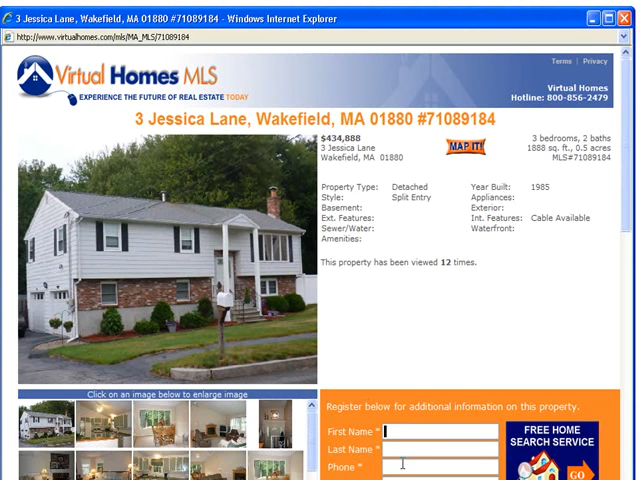 3 Jessica Lane, Wakefield, MA 01880 #71089184 - Windows Internet Explorer
http://www.virtualhomes.com/mls/MA_MLS/71089184
Terms | Privacy
Virtual Homes MLS
EXPERIENCE THE FUTURE OF REAL ESTATE TODAY
Virtual Homes
Hotline: 800-856-2479
3 Jessica Lane, Wakefield, MA 01880 #71089184
$434,888
3 Jessica Lane
Wakefield, MA 01880
MAP IT!
3 bedrooms, 2 baths
1888 sq. ft., 0.5 acres
MLS#71089184
Property Type: Detached Year Built: 1985
Style: Split Entry Appliances:
Basement: Exterior:
Ext. Features: Int. Features: Cable Available
Sewer/Water: Waterfront:
Amenities:
This property has been viewed 12 times.
Click on an image below to enlarge image
Register below for additional information on this property.
First Name *
Last Name *
Phone *
FREE HOME
SEARCH SERVICE
GO